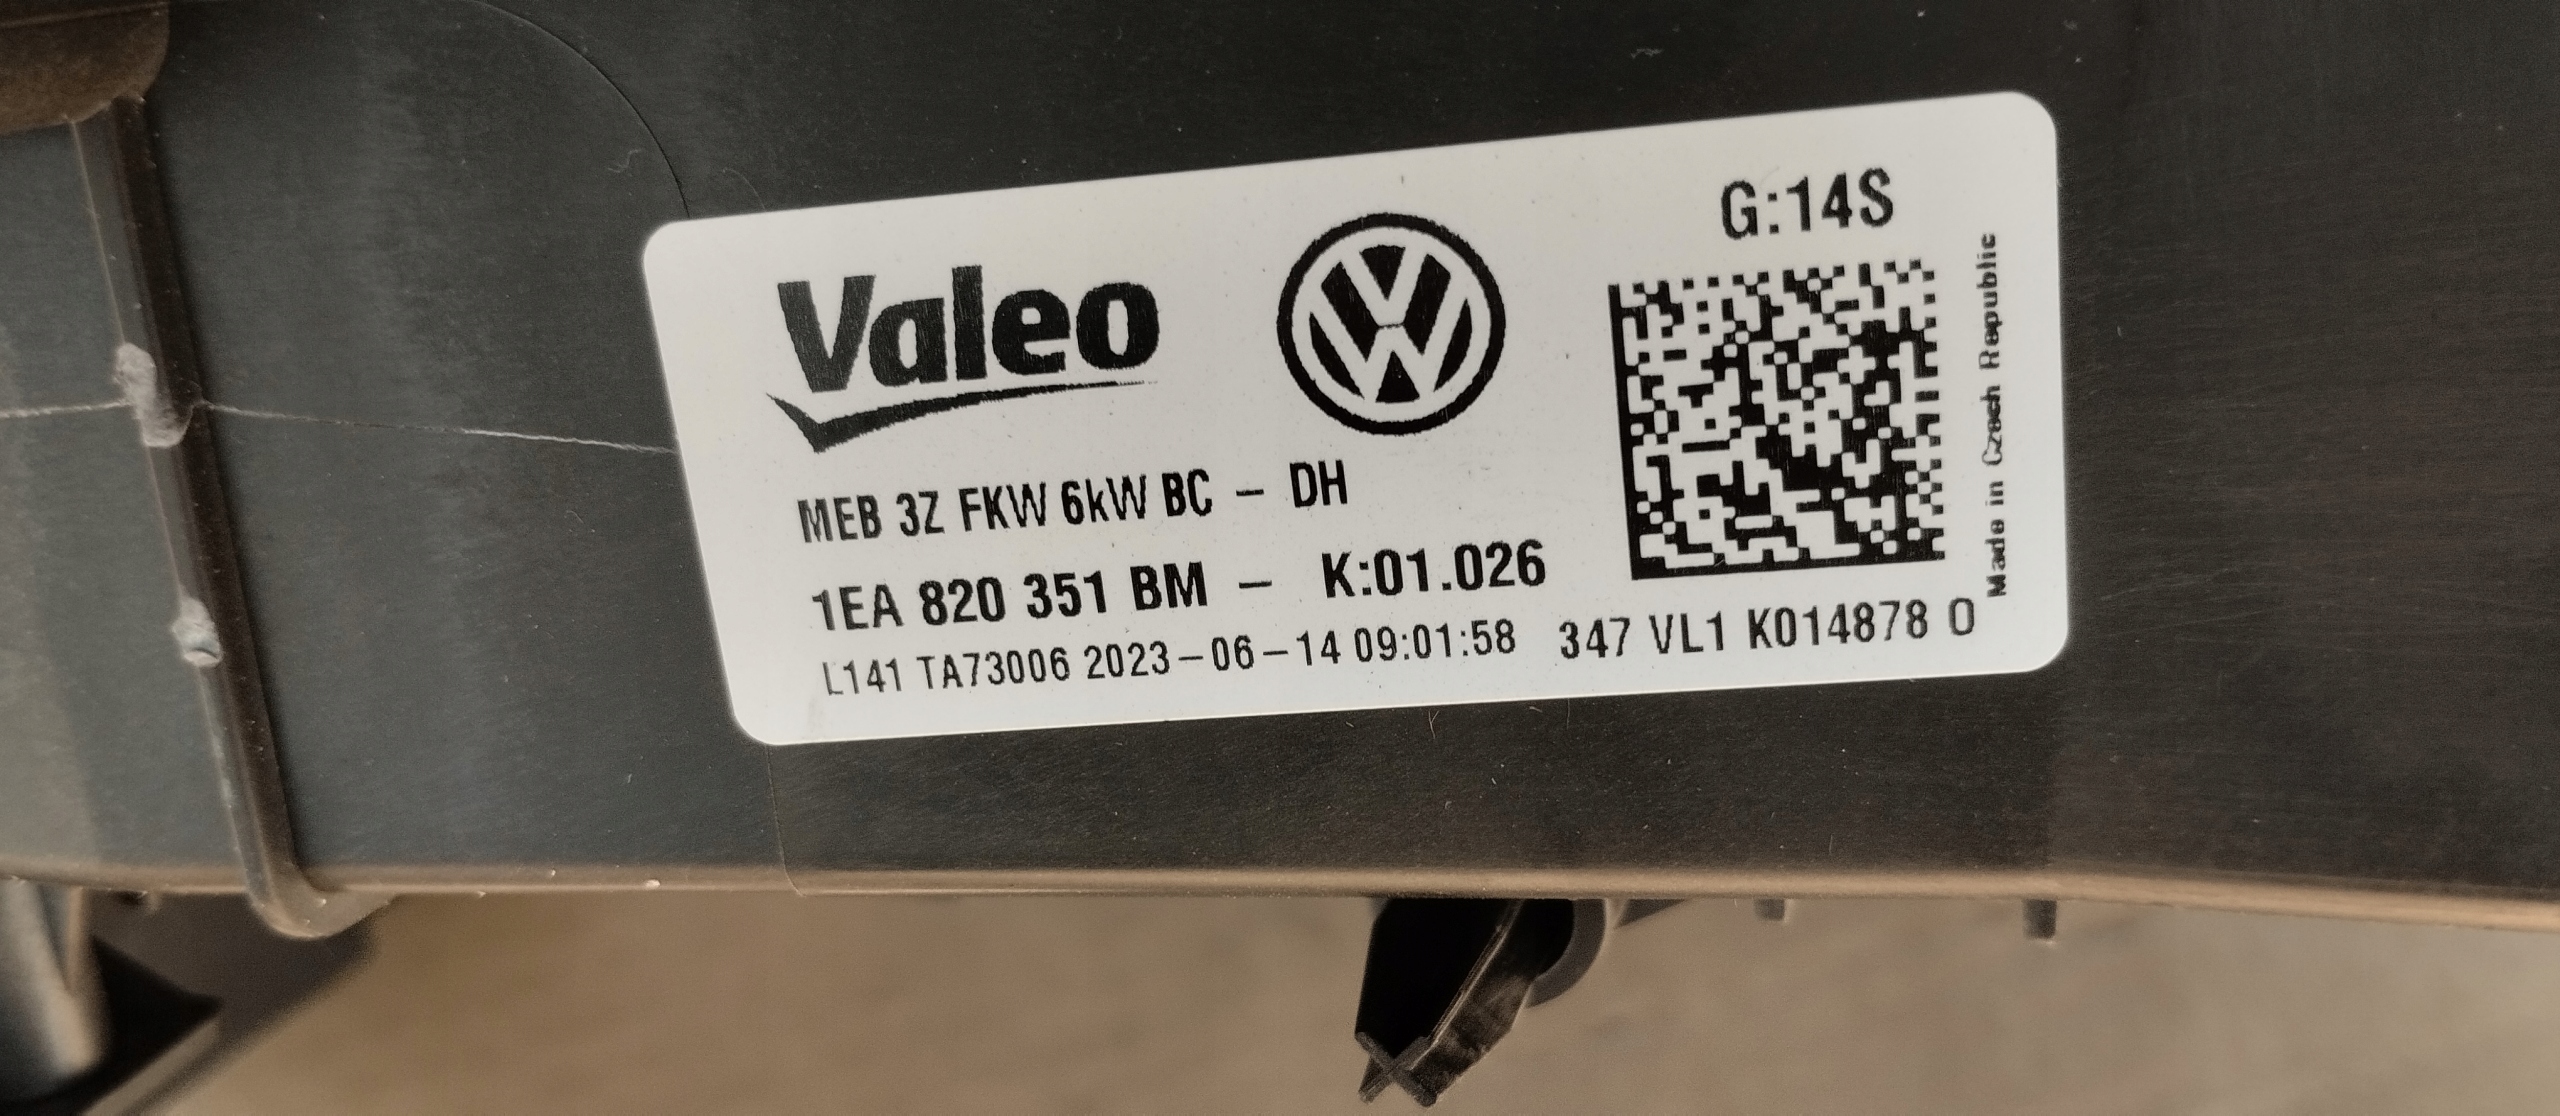 Valeo
G:14S
MEB 3Z FKW 6kW BC – DH
1EA 820 351 BM – K:01.026
L141 TA73006 2023-06-14 09:01:58 347 VL1 K014878 0
Made in Czech Republic